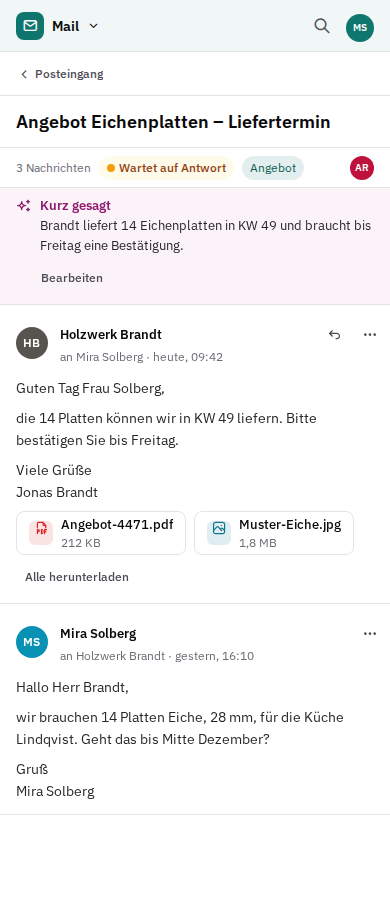 Mail
MS
Posteingang
Angebot Eichenplatten – Liefertermin
3 Nachrichten
Wartet auf Antwort
Angebot
AR
Kurz gesagt
Brandt liefert 14 Eichenplatten in KW 49 und braucht bis
Freitag eine Bestätigung.
Bearbeiten
HB
Holzwerk Brandt
an Mira Solberg · heute, 09:42
Guten Tag Frau Solberg,
die 14 Platten können wir in KW 49 liefern. Bitte
bestätigen Sie bis Freitag.
Viele Grüße
Jonas Brandt
PDF
Angebot-4471.pdf
212 KB
Muster-Eiche.jpg
1,8 MB
Alle herunterladen
MS
Mira Solberg
an Holzwerk Brandt · gestern, 16:10
Hallo Herr Brandt,
wir brauchen 14 Platten Eiche, 28 mm, für die Küche
Lindqvist. Geht das bis Mitte Dezember?
Gruß
Mira Solberg